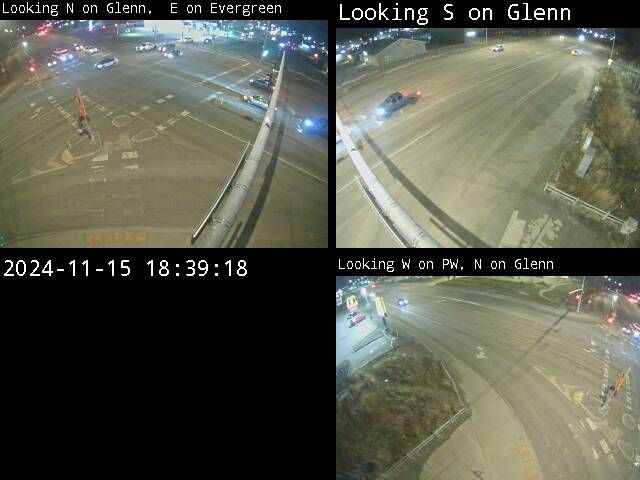 Looking N on Glenn,  E on Evergreen
Looking S on Glenn
2024-11-15 18:39:18
Looking W on PW, N on Glenn